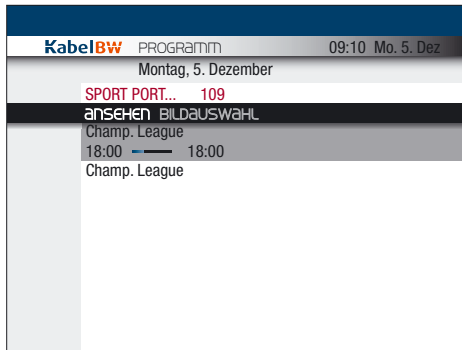 KabelBW PROGRamm 09:10 Mo. 5. Dez
Montag, 5. Dezember
SPORT PORT... 109
anSEHEn BILDaUSWaHL
Champ. League
18:00 18:00
Champ. League